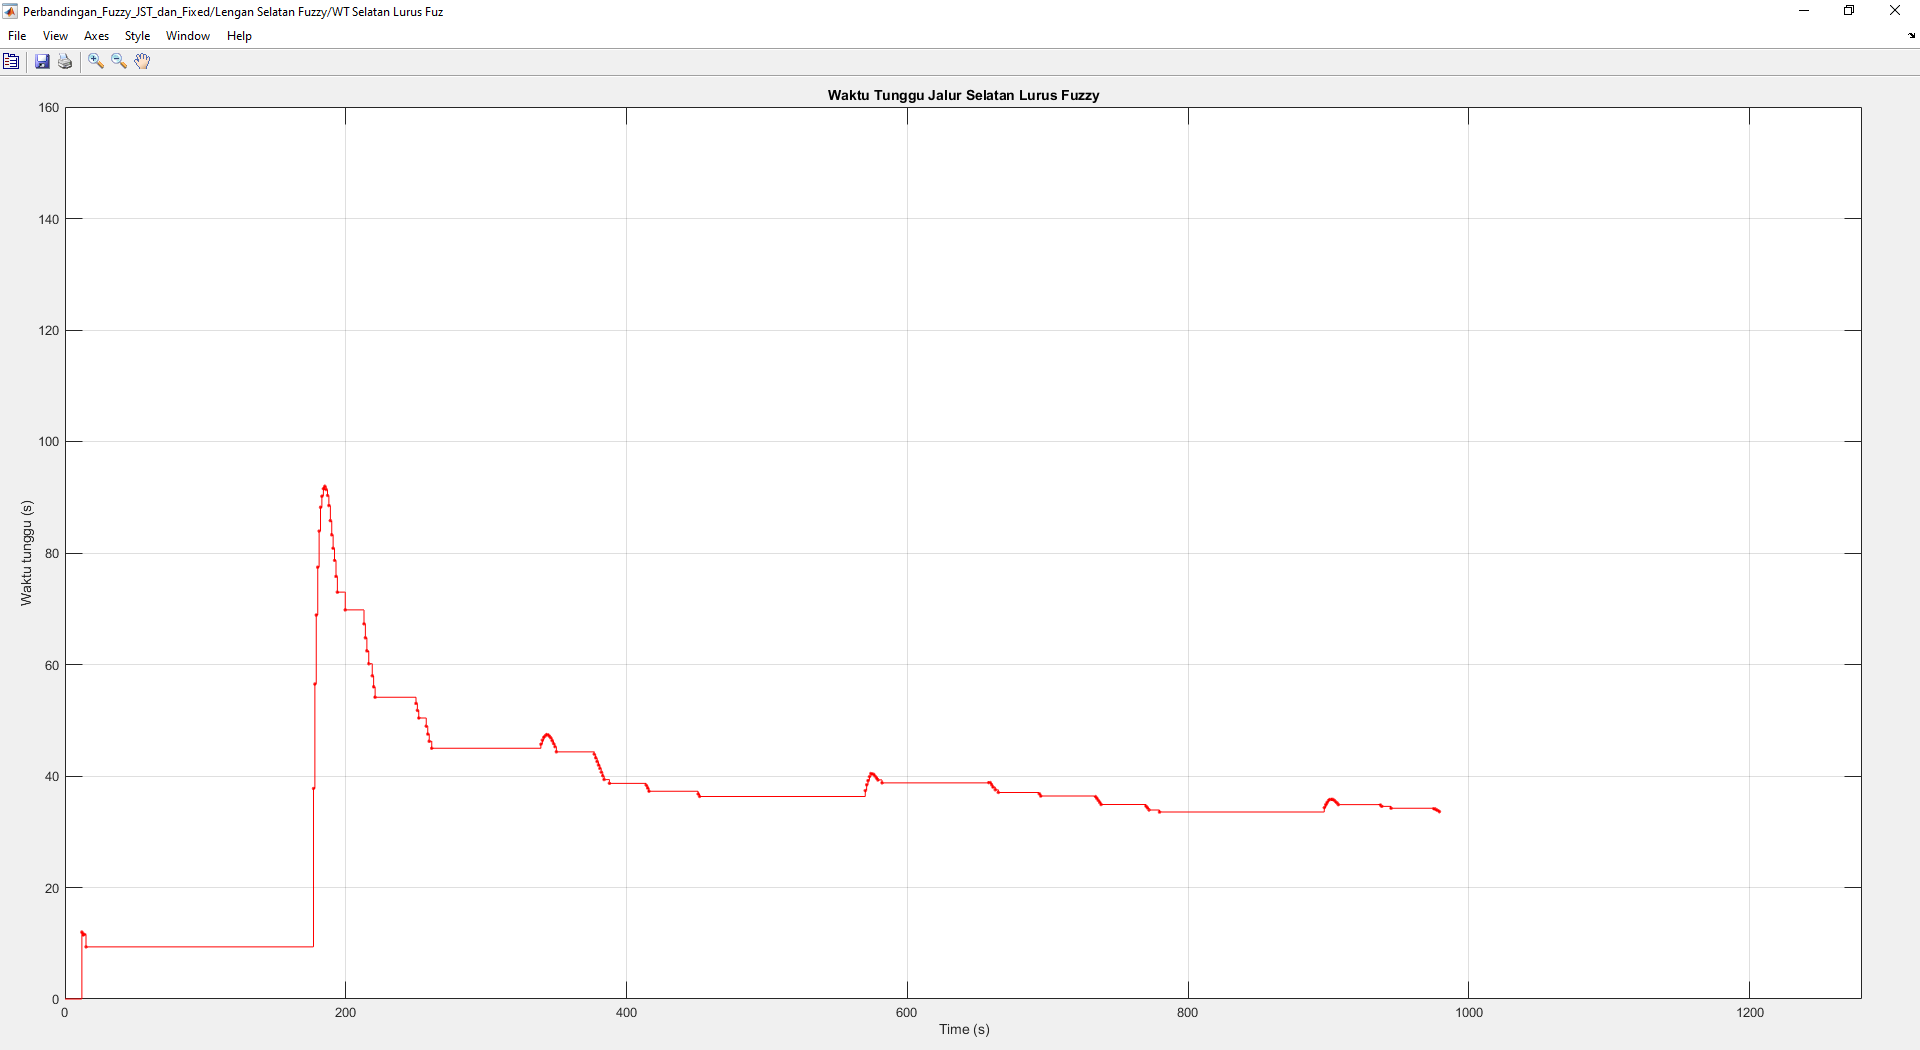 Perbandingan_Fuzzy_JST_dan_Fixed/Lengan Selatan Fuzzy/WT Selatan Lurus Fuz
File View Axes Style Window Help
Waktu Tunggu Jalur Selatan Lurus Fuzzy
160
140
120
100
80
60
40
20
0
Waktu tunggu (s)
0 200 400 600 800 1000 1200
Time (s)